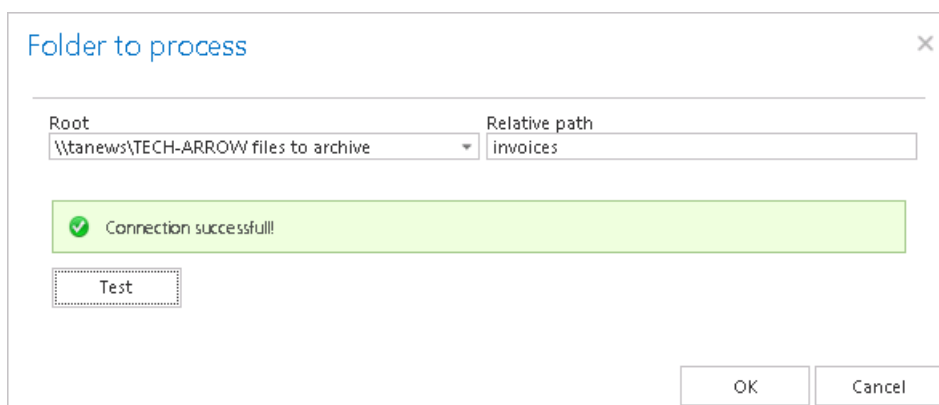 Folder to process
Root Relative path
\\tanews\TECH-ARROW files to archive invoices
Connection successfull!
Test
OK Cancel